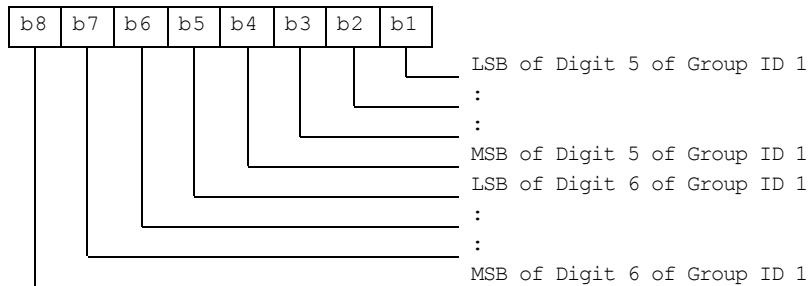 b8 b7 b6 b5 b4 b3 b2 b1
LSB of Digit 5 of Group ID 1
:
:
MSB of Digit 5 of Group ID 1
LSB of Digit 6 of Group ID 1
:
:
MSB of Digit 6 of Group ID 1